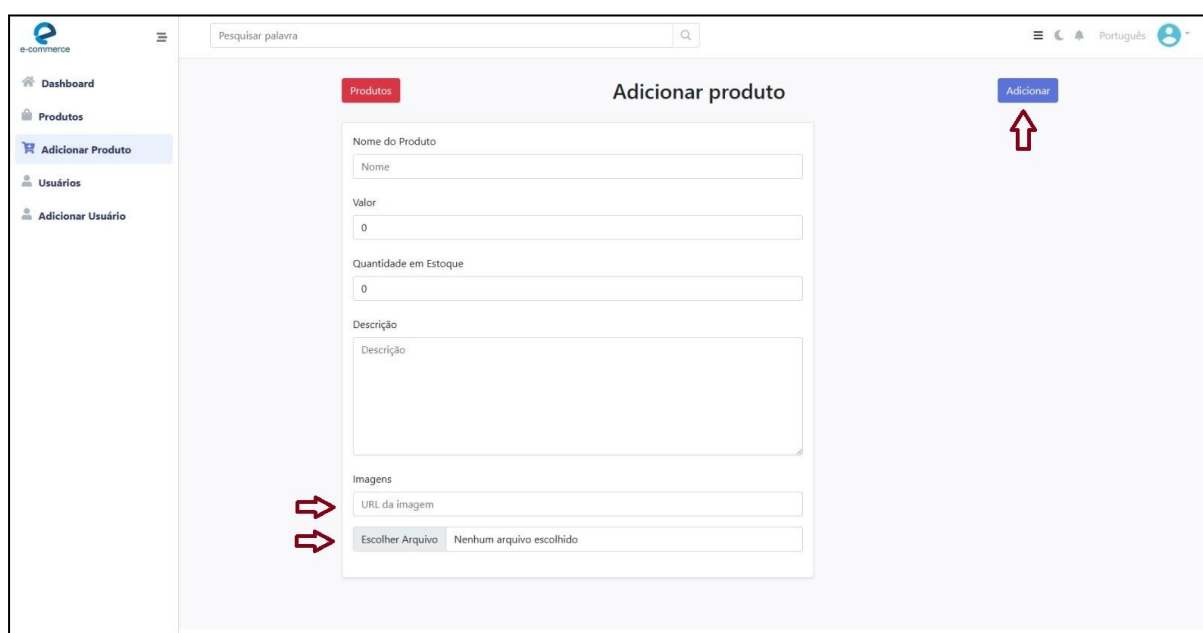 e-commerce
Pesquisar palavra
Português
Dashboard
Produtos
Adicionar Produto
Usuários
Adicionar Usuário
Produtos
Adicionar produto
Adicionar
Nome do Produto
Nome
Valor
0
Quantidade em Estoque
0
Descrição
Descrição
Imagens
URL da imagem
Escolher Arquivo Nenhum arquivo escolhido